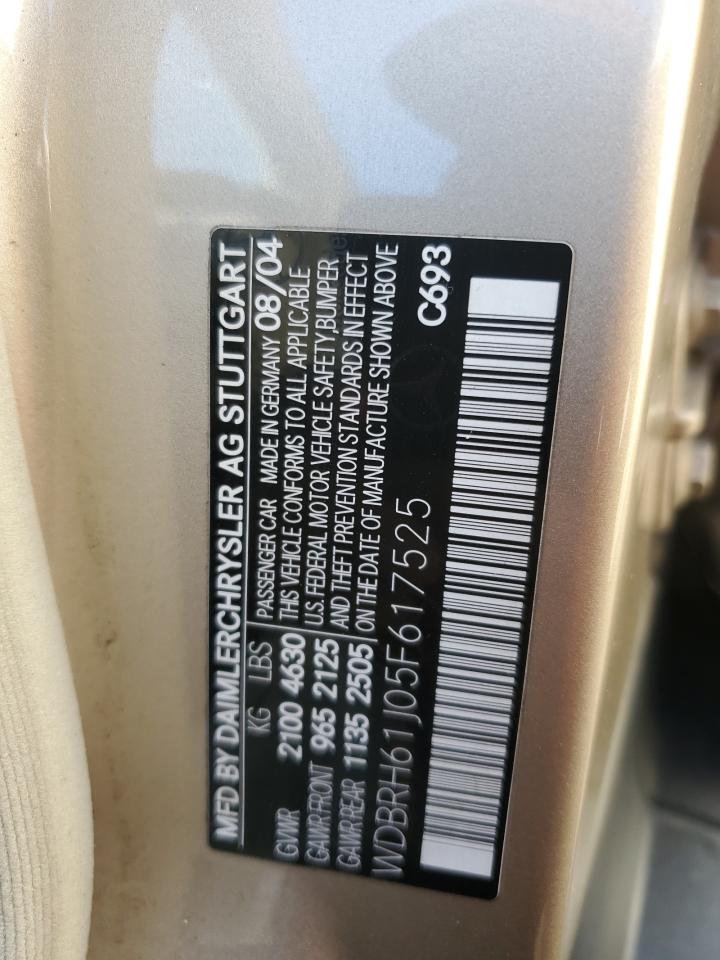 MFD BY DAIMLERCHRYSLER AG STUTTGART
KG LBS PASSENGER CAR MADE IN GERMANY 08/04
GVWR 2100 4630 THIS VEHICLE CONFORMS TO ALL APPLICABLE
GAWR FRONT 965 2125 U.S. FEDERAL MOTOR VEHICLE SAFETY,BUMPER,
GAWR REAR 1135 2505 AND THEFT PREVENTION STANDARDS IN EFFECT
ON THE DATE OF MANUFACTURE SHOWN ABOVE
WDBRH61J05F617525 C693